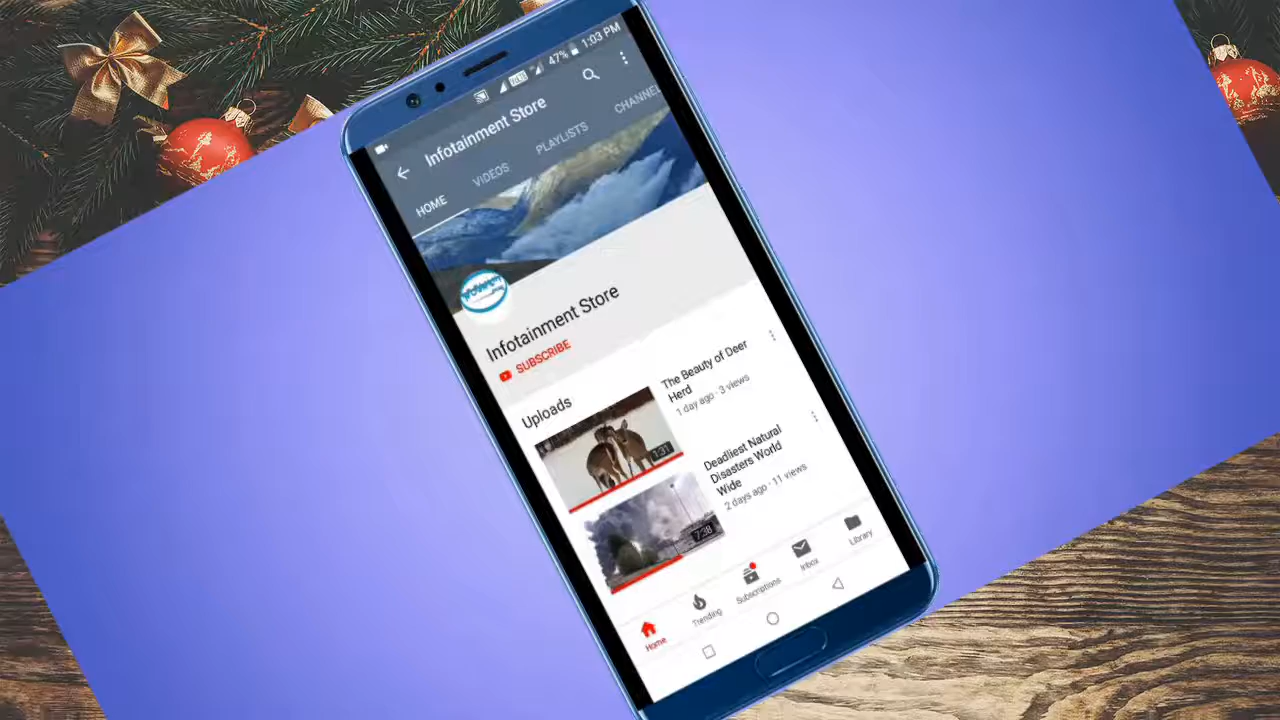 47% 1:03 PM
Infotainment Store
HOME VIDEOS PLAYLISTS CHANNEL
Infotainment Store
SUBSCRIBE
Uploads
The Beauty of Deer
Herd
1 day ago · 3 views
1:31
Deadliest Natural
Disasters World
Wide
2 days ago · 11 views
7:38
Home Trending Subscriptions Inbox Library